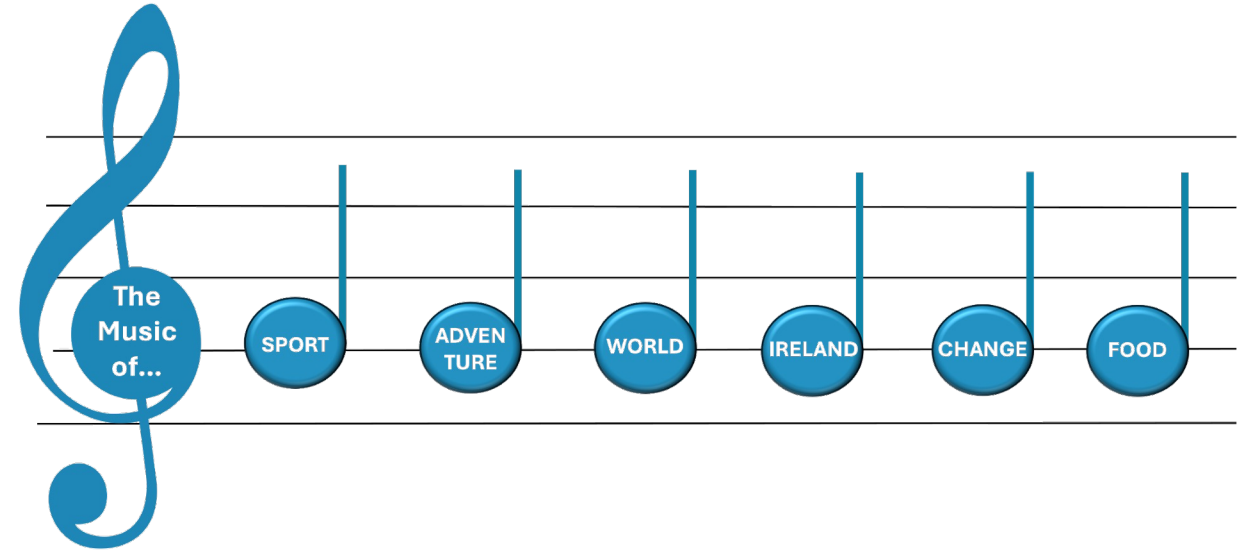 The
Music
of...
SPORT
ADVEN
TURE
WORLD
IRELAND
CHANGE
FOOD